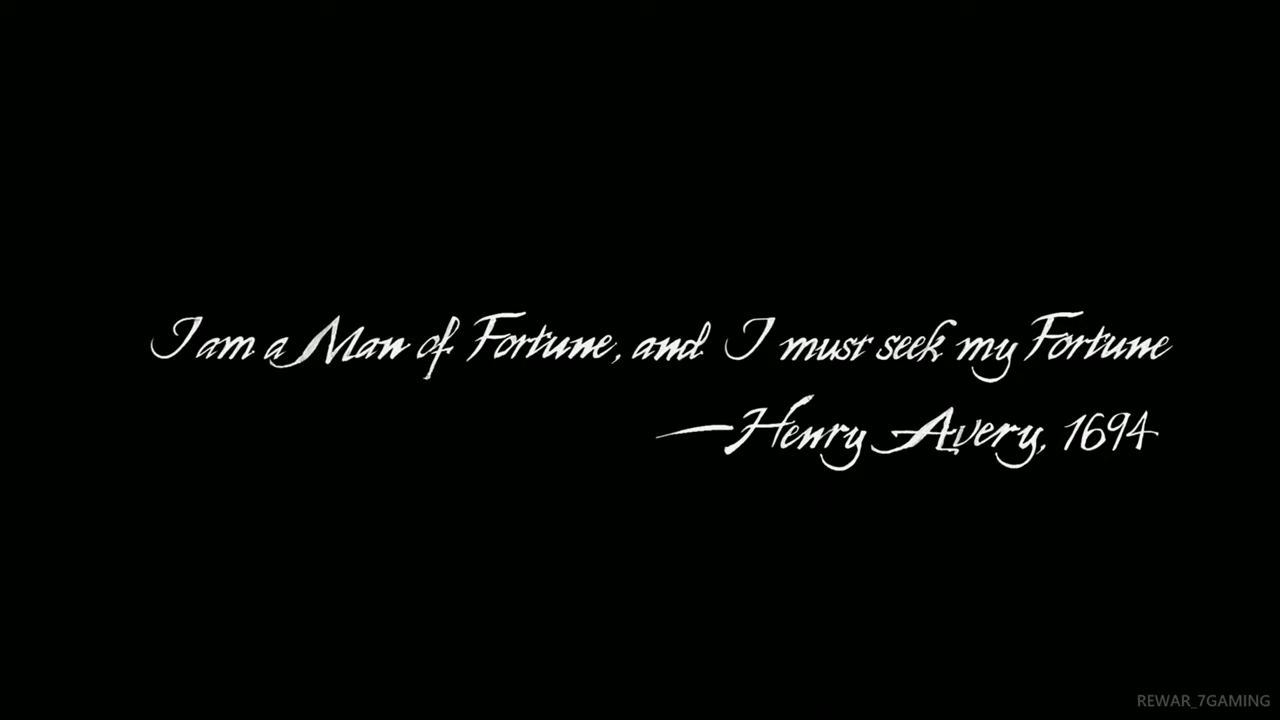 I am a Man of Fortune, and I must seek my Fortune
—Henry Avery, 1694
REWAR_7GAMING